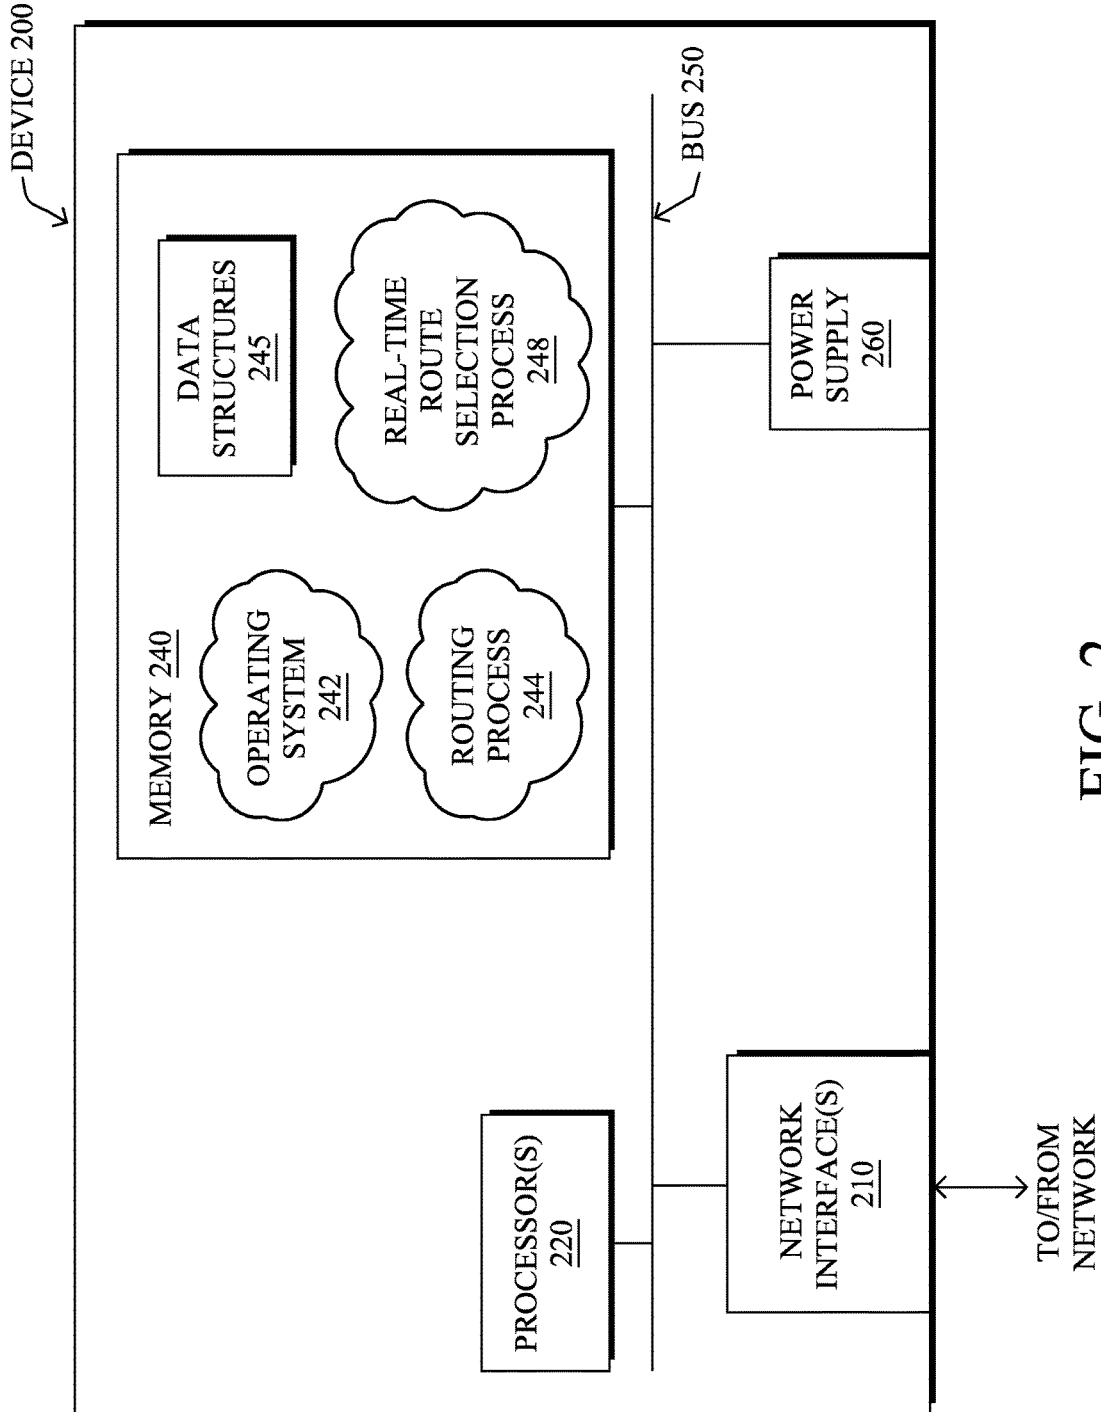 DEVICE 200
MEMORY 240
OPERATING
SYSTEM
242
DATA
STRUCTURES
245
ROUTING
PROCESS
244
REAL-TIME
ROUTE
SELECTION
PROCESS
248
PROCESSOR(S)
220
BUS 250
NETWORK
INTERFACE(S)
210
POWER
SUPPLY
260
TO/FROM
NETWORK
FIG. 2